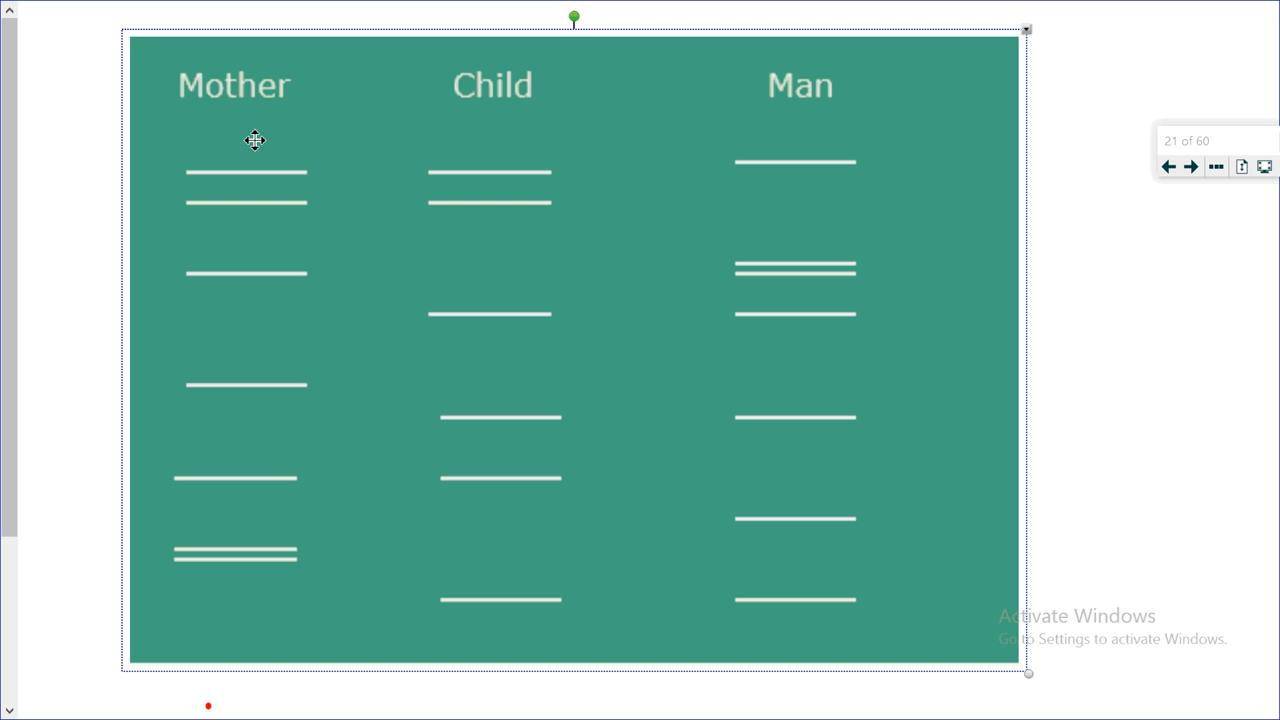 Mother Child Man
21 of 60
Activate Windows
Go to Settings to activate Windows.